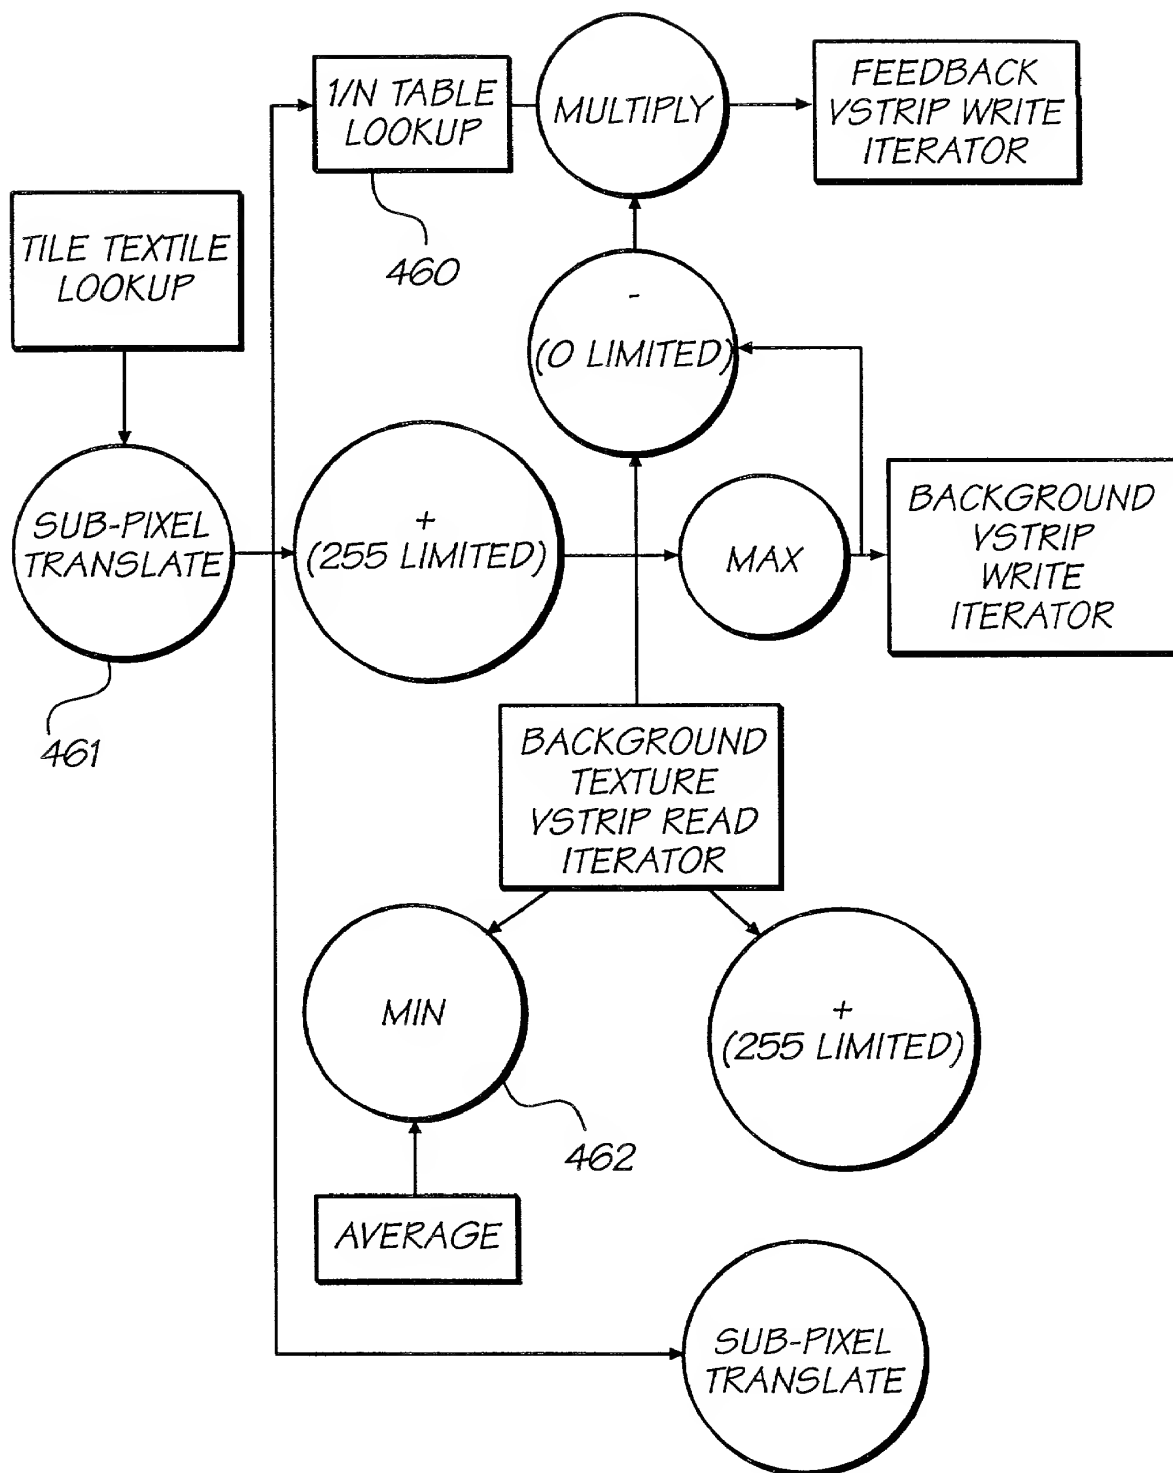 1/N TABLE
LOOKUP
MULTIPLY
FEEDBACK
VSTRIP WRITE
ITERATOR
460
TILE TEXTILE
LOOKUP
-
(0 LIMITED)
SUB-PIXEL
TRANSLATE
461
+
(255 LIMITED)
MAX
BACKGROUND
VSTRIP
WRITE
ITERATOR
BACKGROUND
TEXTURE
VSTRIP READ
ITERATOR
MIN
462
+
(255 LIMITED)
AVERAGE
SUB-PIXEL
TRANSLATE